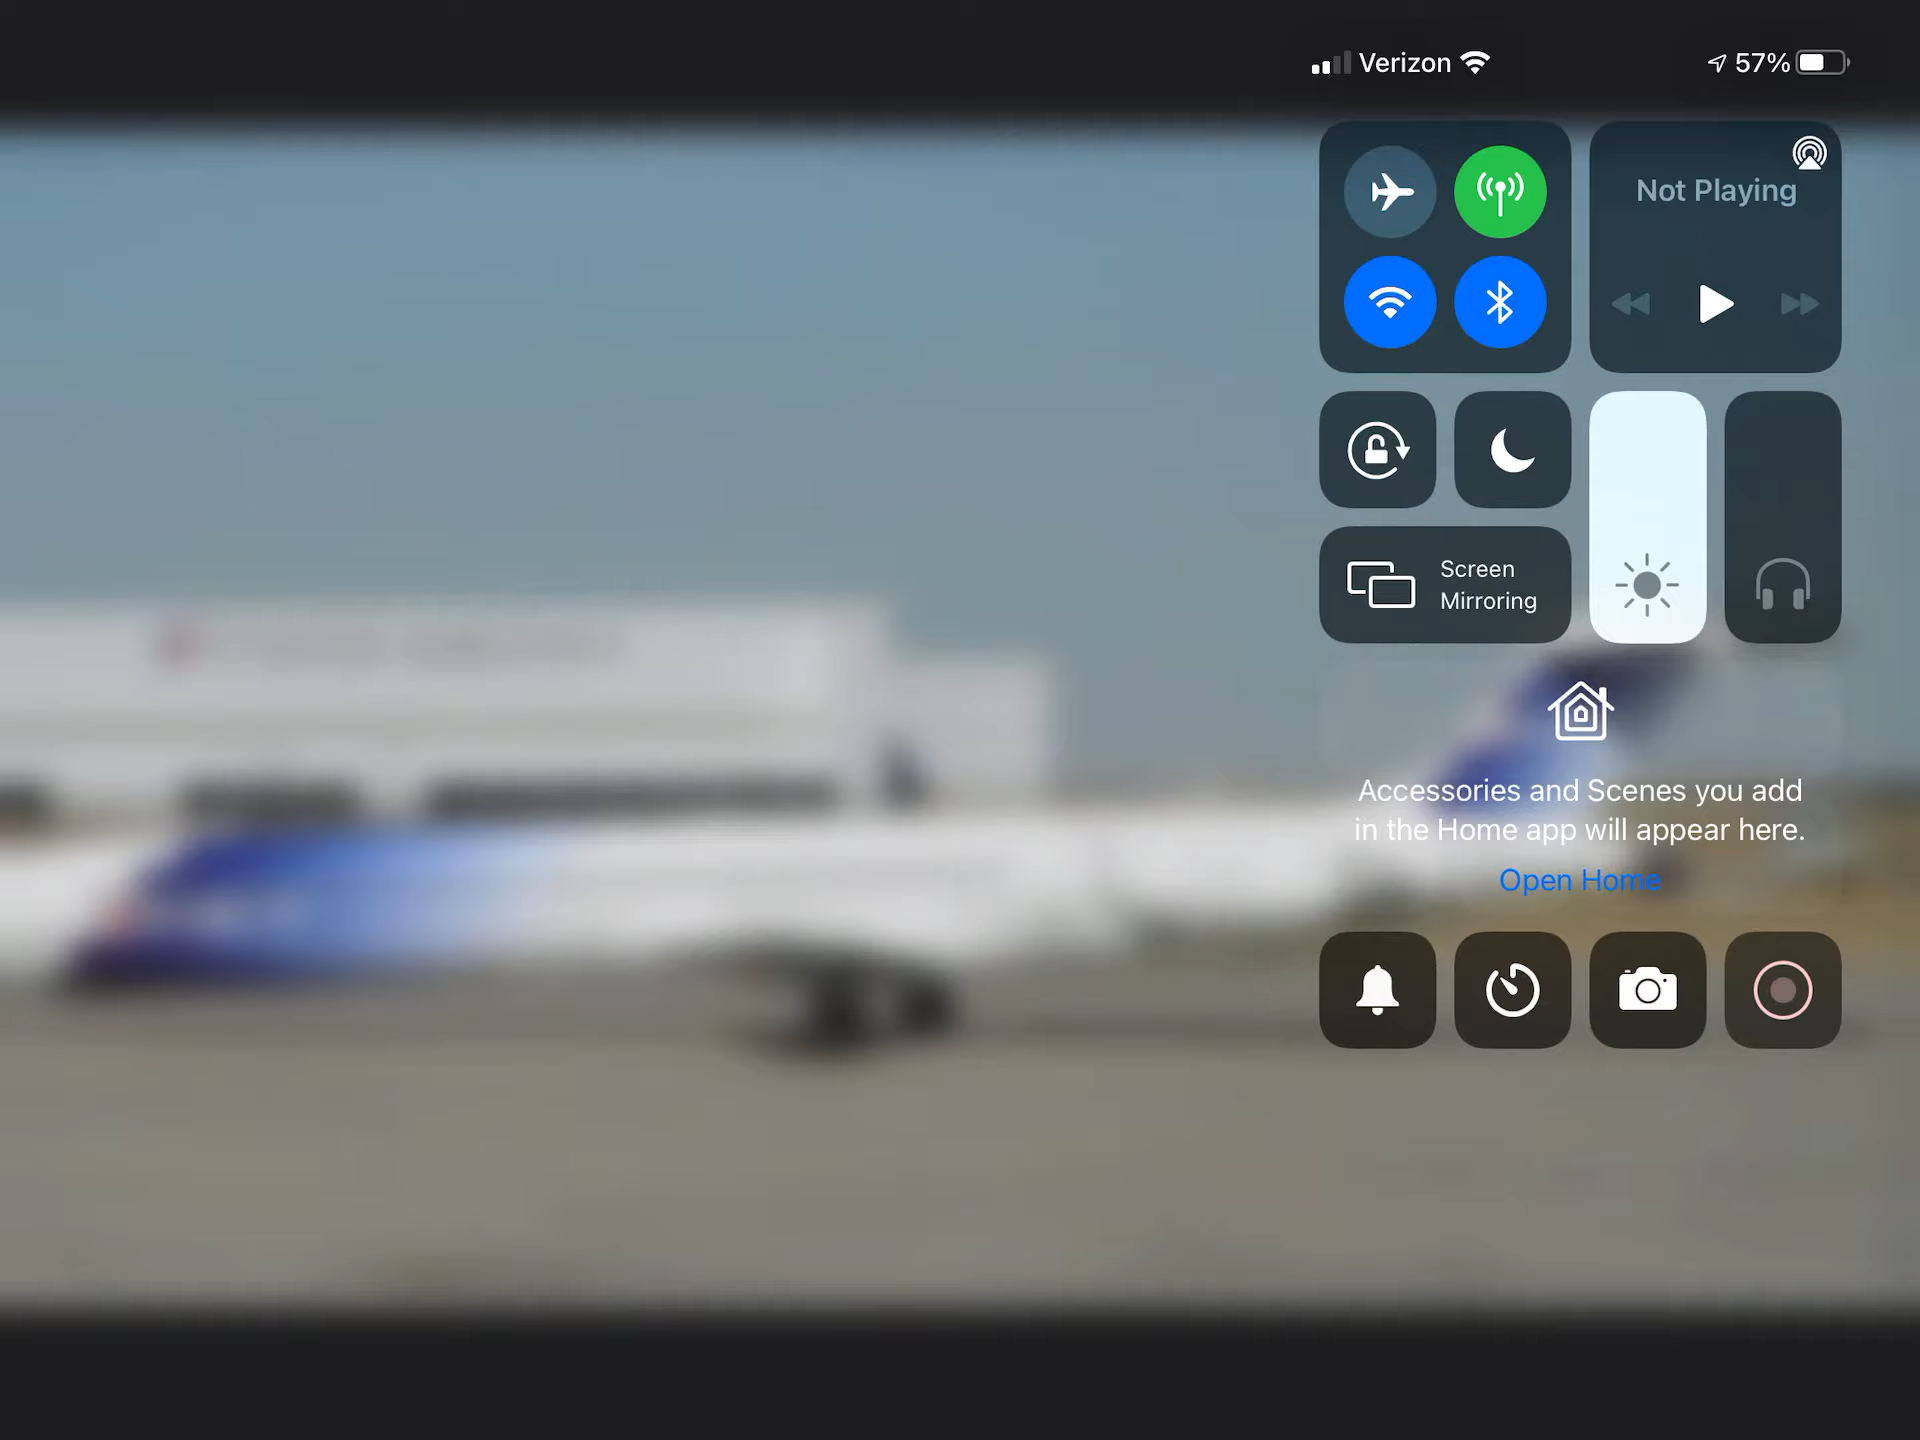 Verizon
57%
Not Playing
Screen
Mirroring
Accessories and Scenes you add
in the Home app will appear here.
Open Home